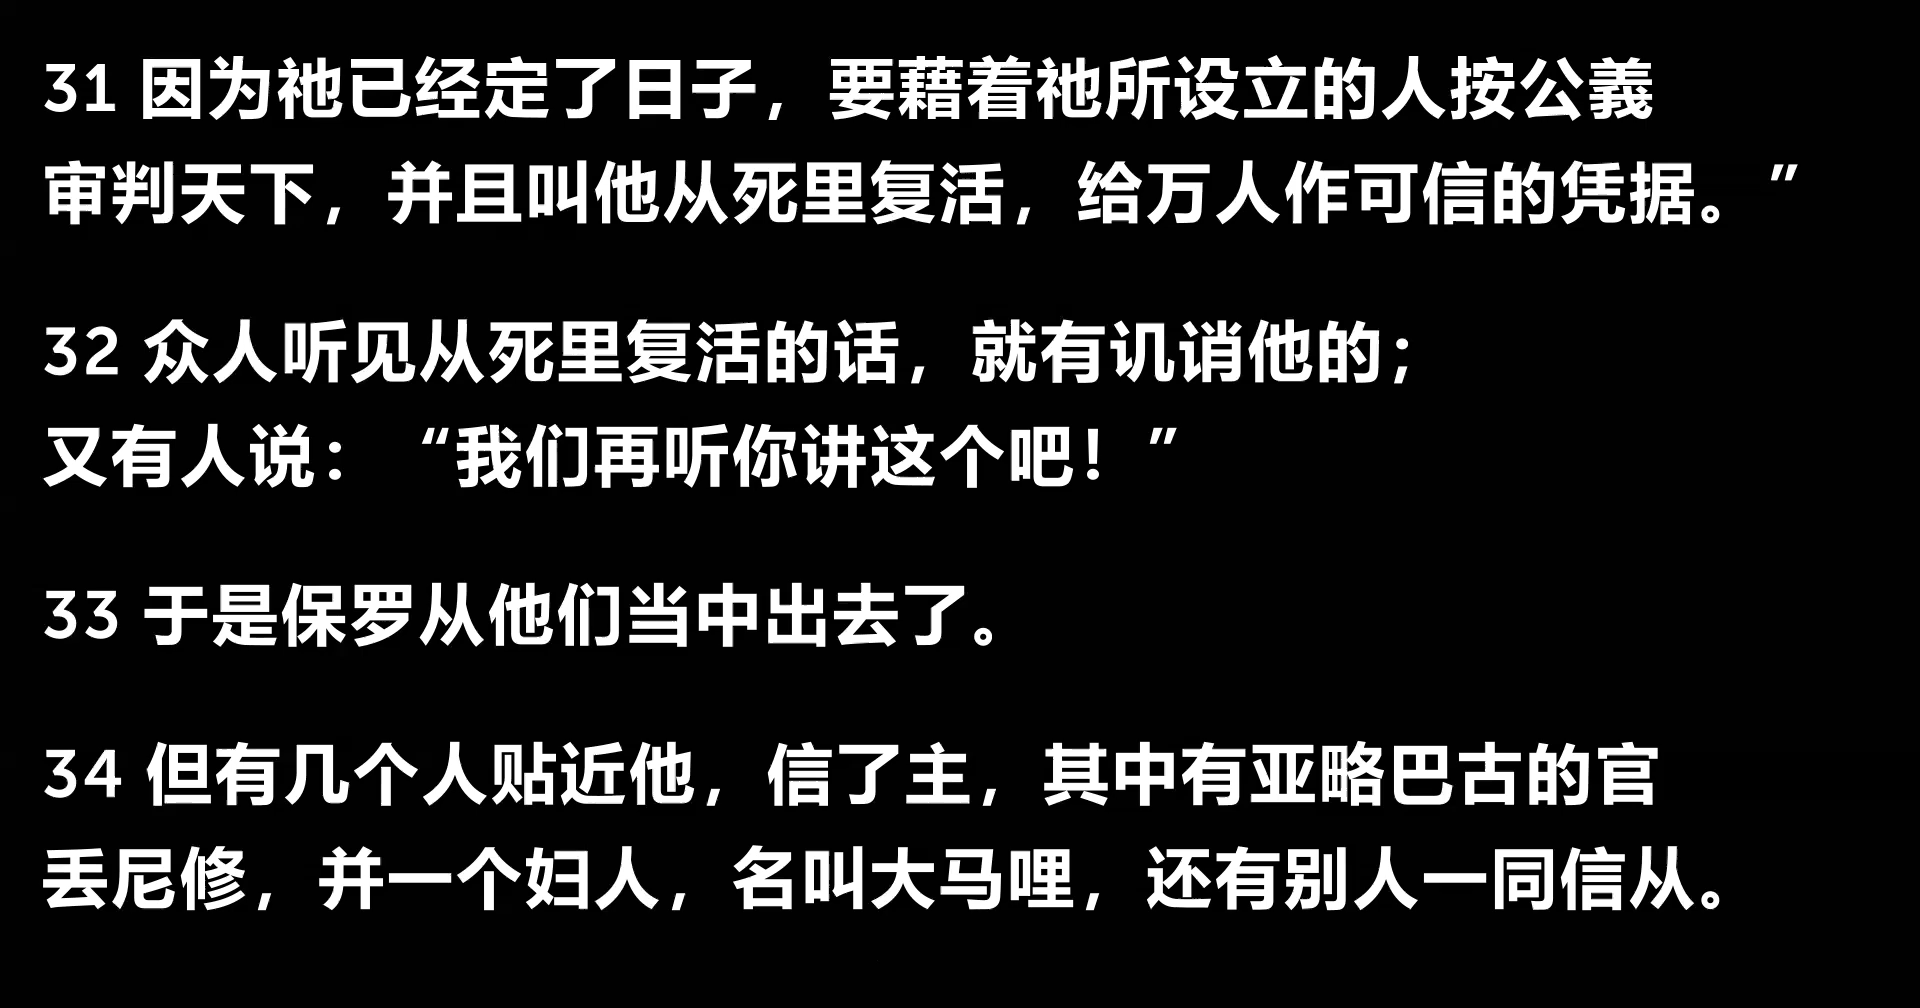 31 因为祂已经定了日子，要藉着祂所设立的人按公義
审判天下，并且叫他从死里复活，给万人作可信的凭据。”
32 众人听见从死里复活的话，就有讥诮他的；
又有人说：“我们再听你讲这个吧！”
33 于是保罗从他们当中出去了。
34 但有几个人贴近他，信了主，其中有亚略巴古的官
丢尼修，并一个妇人，名叫大马哩，还有别人一同信从。